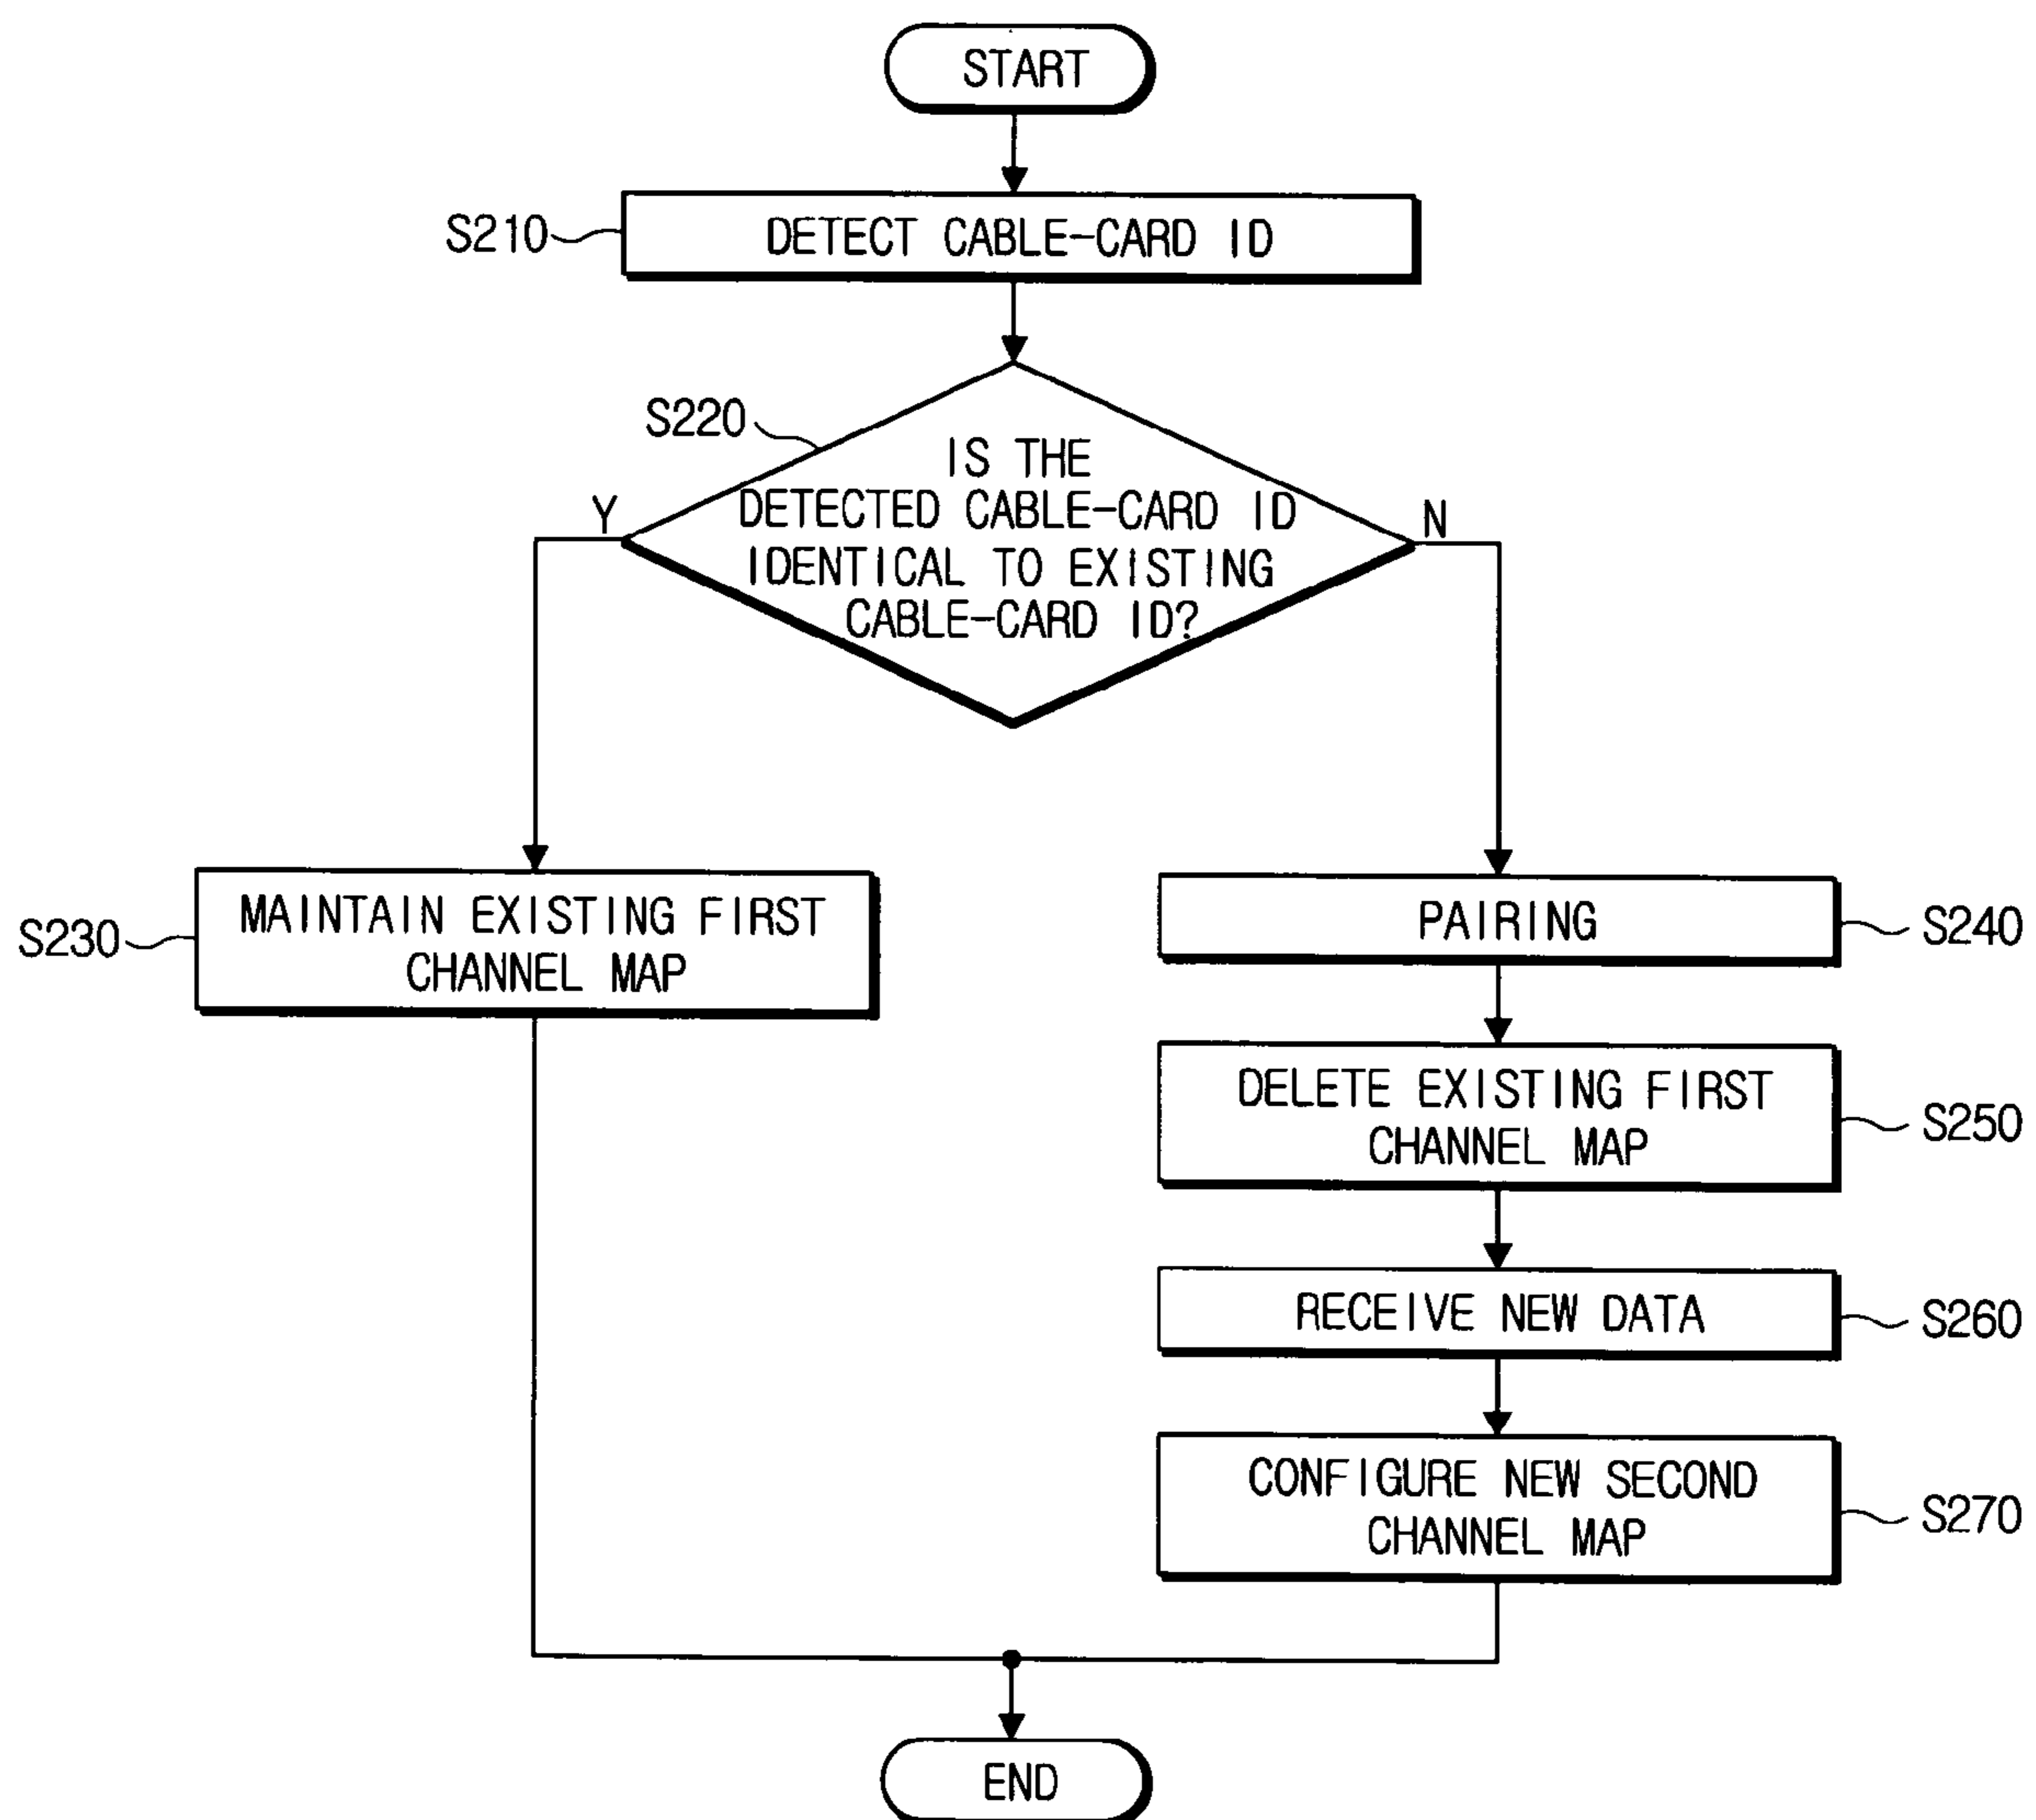 START
S210
DETECT CABLE-CARD ID
S220
IS THE
DETECTED CABLE-CARD ID
IDENTICAL TO EXISTING
CABLE-CARD ID?
Y
N
S230
MAINTAIN EXISTING FIRST
CHANNEL MAP
PAIRING
S240
DELETE EXISTING FIRST
CHANNEL MAP
S250
RECEIVE NEW DATA
S260
CONFIGURE NEW SECOND
CHANNEL MAP
S270
END